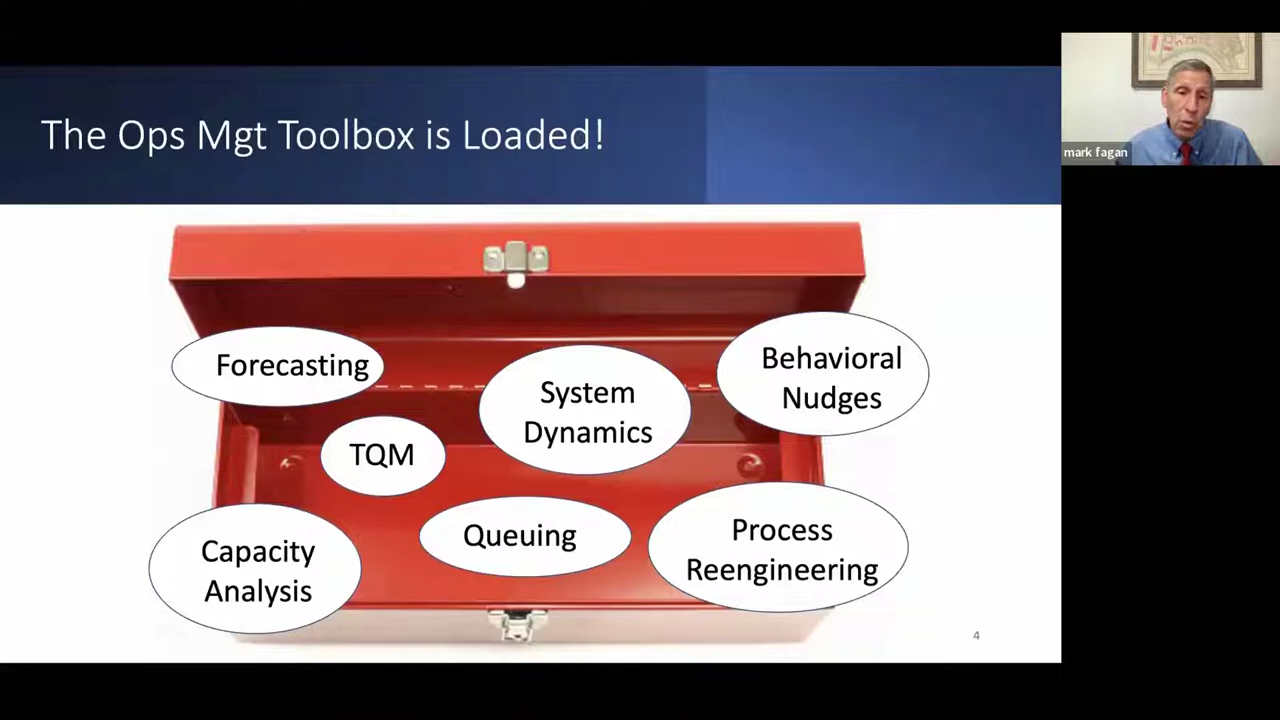 The Ops Mgt Toolbox is Loaded!
mark fagan
Forecasting
System
Dynamics
Behavioral
Nudges
TQM
Capacity
Analysis
Queuing
Process
Reengineering
4